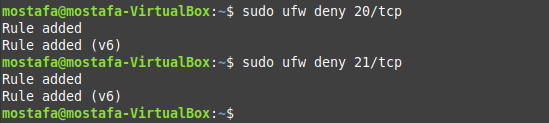 mostafa@mostafa-VirtualBox:~$ sudo ufw deny 20/tcp
Rule added
Rule added (v6)
mostafa@mostafa-VirtualBox:~$ sudo ufw deny 21/tcp
Rule added
Rule added (v6)
mostafa@mostafa-VirtualBox:~$